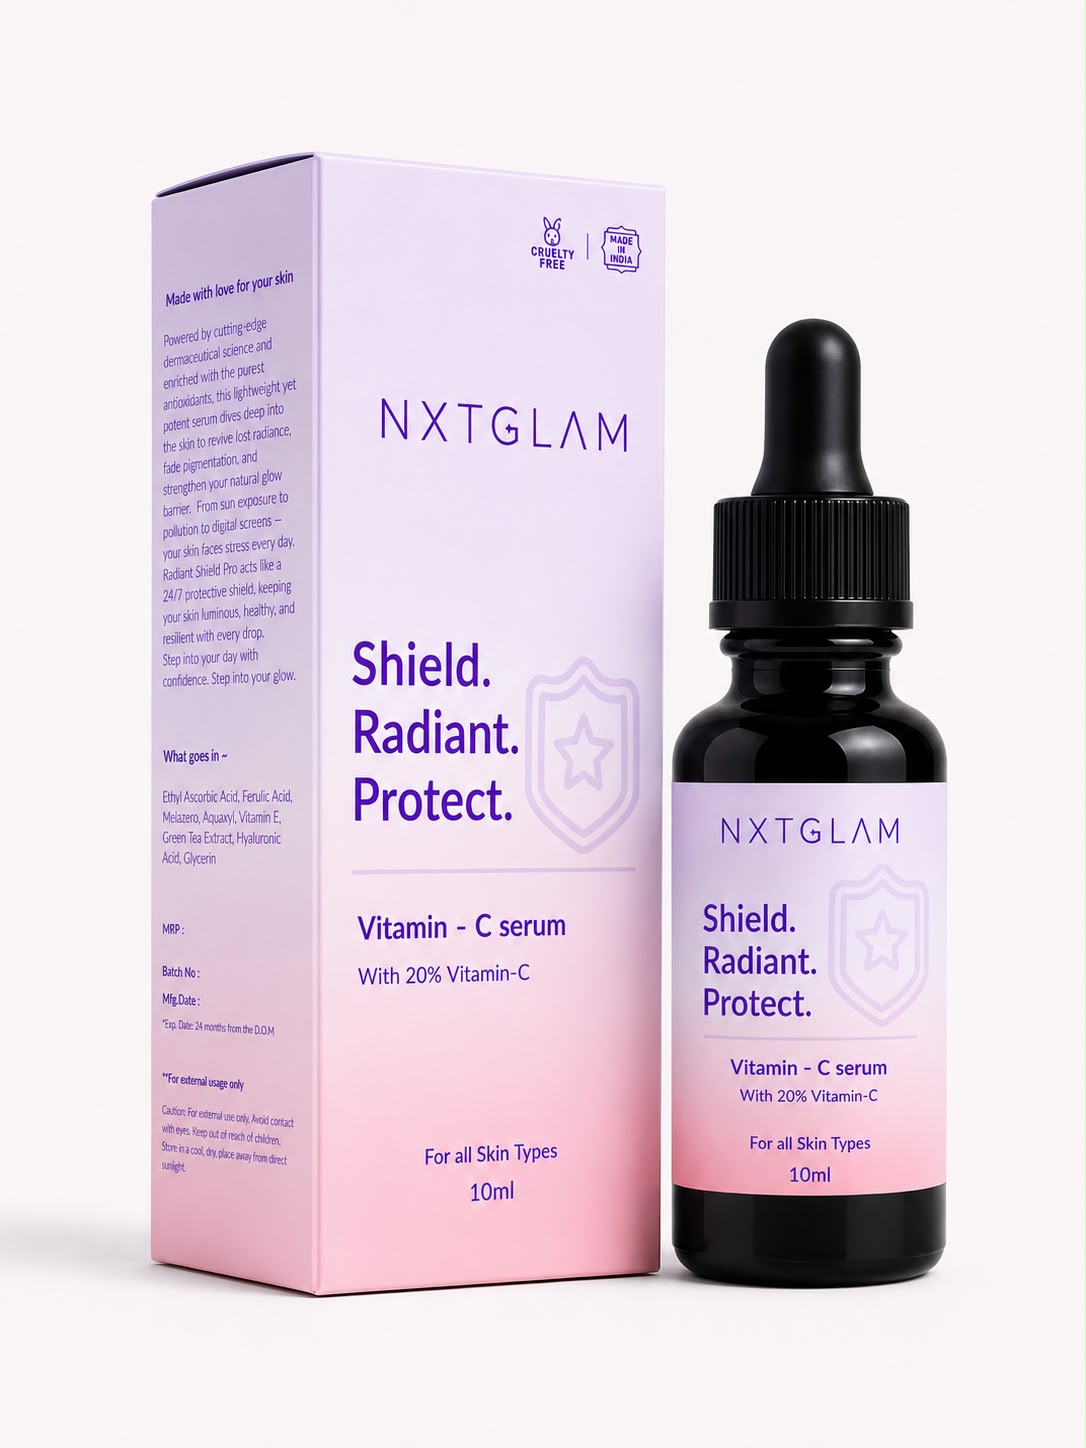 Made with love for your skin
Powered by cutting-edge
dermaceutical science and
enriched with the purest
antioxidants, this lightweight yet
potent serum dives deep into
the skin to revive lost radiance,
fade pigmentation, and
strengthen your natural glow
barrier. From sun exposure to
pollution to digital screens –
your skin faces stress every day.
Radiant Shield Pro acts like a
24/7 protective shield, keeping
your skin luminous, healthy, and
resilient with every drop.
Step into your day with
confidence. Step into your glow.
What goes in ~
Ethyl Ascorbic Acid, Ferulic Acid,
Melazero, Aquaxyl, Vitamin E,
Green Tea Extract, Hyaluronic
Acid, Glycerin
MRP :
Batch No :
Mfg.Date :
*Exp. Date: 24 months from the D.O.M
**For external usage only
Caution: For external use only. Avoid contact
with eyes. Keep out of reach of children.
Store in a cool, dry, place away from direct
sunlight.
CRUELTY
FREE
MADE
IN
INDIA
NXTGLAM
Shield.
Radiant.
Protect.
Vitamin - C serum
With 20% Vitamin-C
For all Skin Types
10ml
NXTGLAM
Shield.
Radiant.
Protect.
Vitamin - C serum
With 20% Vitamin-C
For all Skin Types
10ml